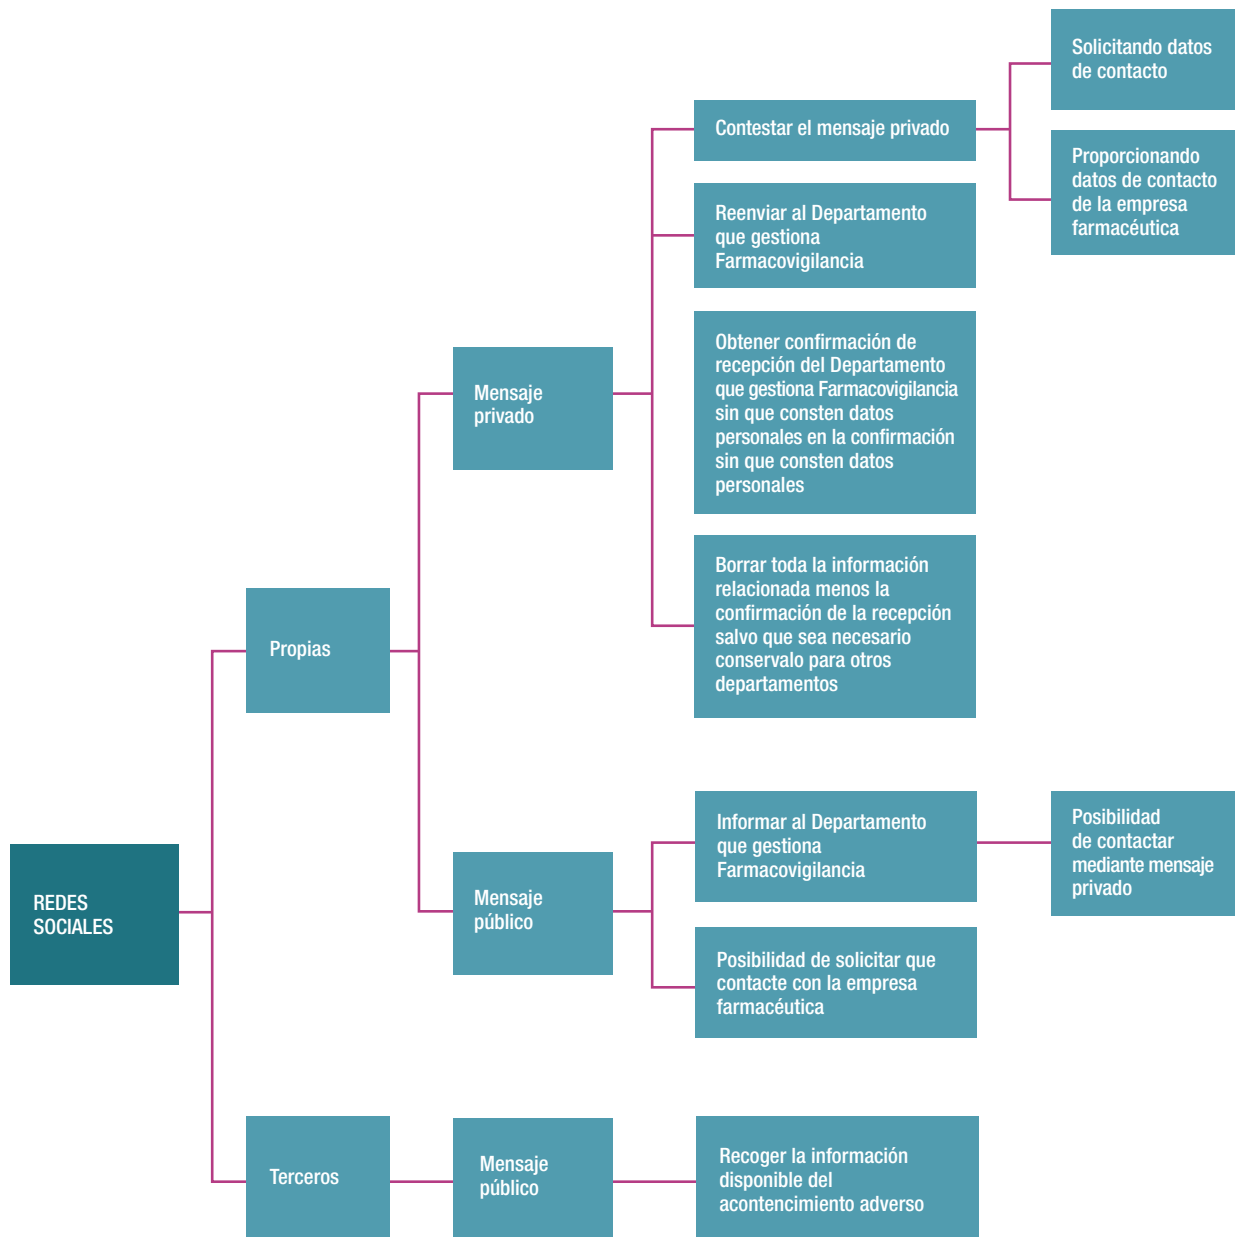 Solicitando datos
de contacto
Contestar el mensaje privado
Proporcionando
datos de contacto
de la empresa
farmacéutica
Reenviar al Departamento
que gestiona
Farmacovigilancia
Obtener confirmación de
recepción del Departamento
que gestiona Farmacovigilancia
sin que consten datos
personales en la confirmación
sin que consten datos
personales
Mensaje
privado
Borrar toda la información
relacionada menos la
confirmación de la recepción
salvo que sea necesario
conservalo para otros
departamentos
Propias
Informar al Departamento
que gestiona
Farmacovigilancia
Posibilidad
de contactar
mediante mensaje
privado
REDES
SOCIALES
Mensaje
público
Posibilidad de solicitar que
contacte con la empresa
farmacéutica
Terceros
Mensaje
público
Recoger la información
disponible del
acontencimiento adverso